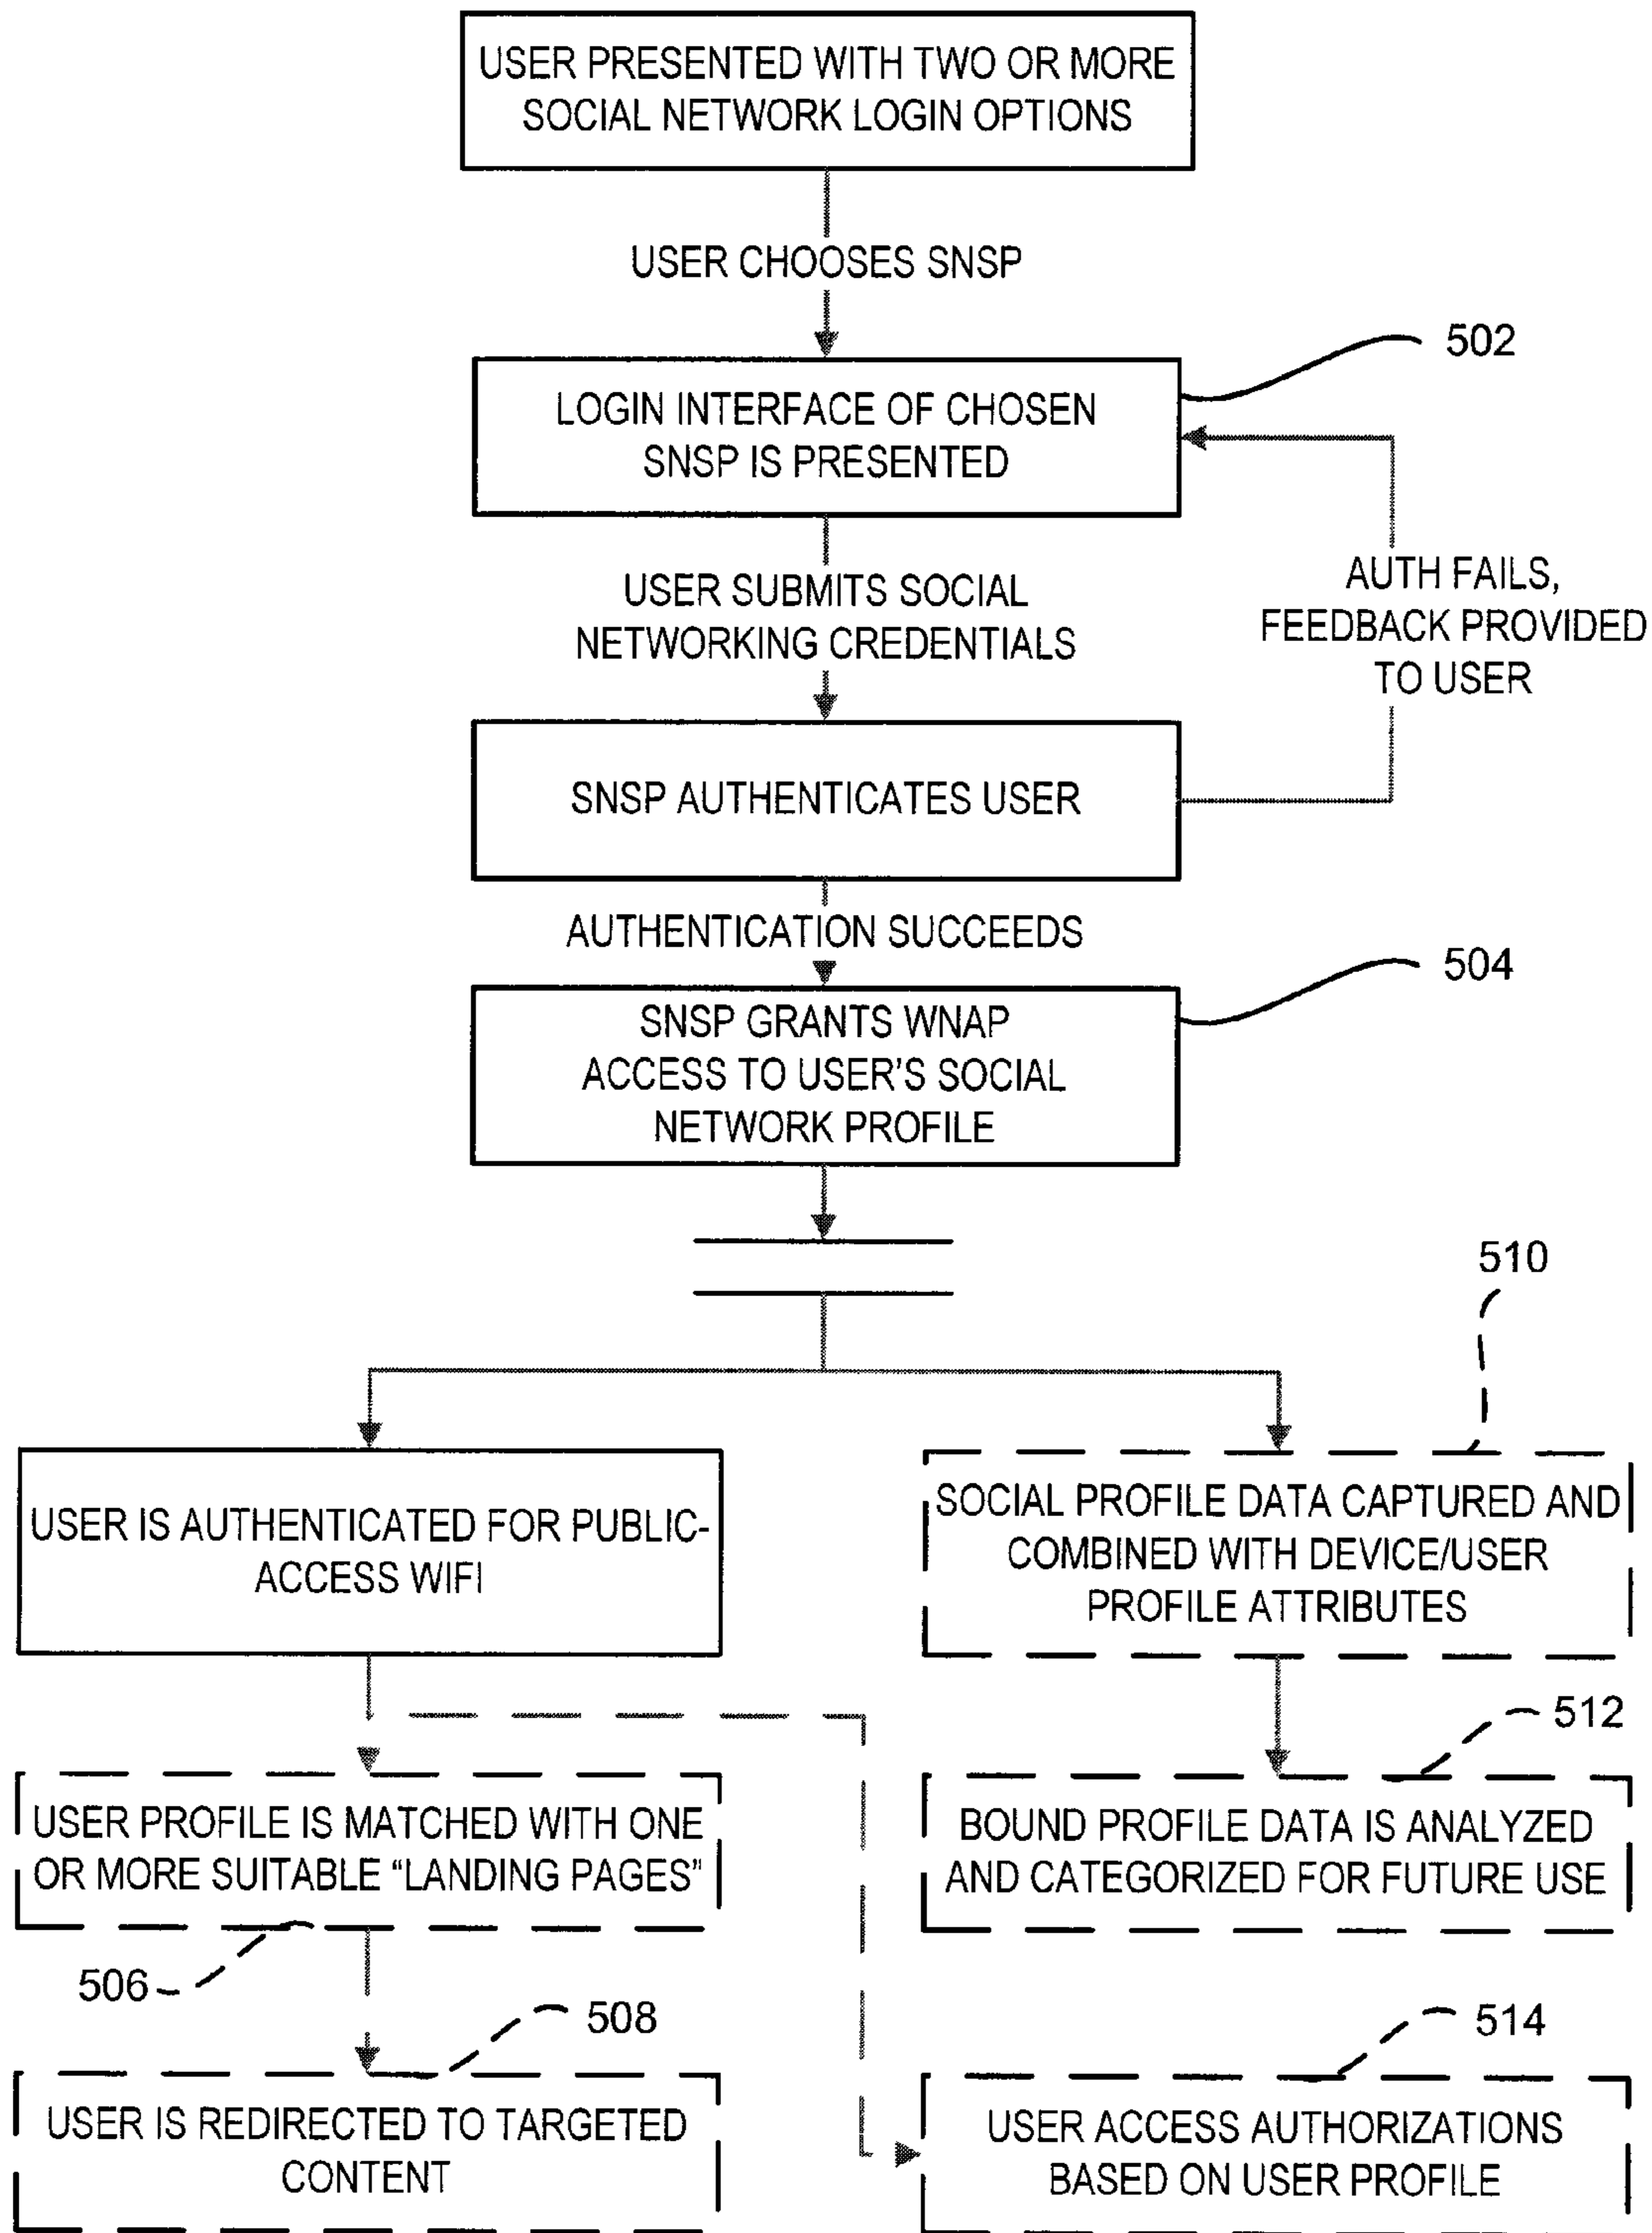 USER PRESENTED WITH TWO OR MORE
SOCIAL NETWORK LOGIN OPTIONS
USER CHOOSES SNSP
502
LOGIN INTERFACE OF CHOSEN
SNSP IS PRESENTED
USER SUBMITS SOCIAL
NETWORKING CREDENTIALS
AUTH FAILS,
FEEDBACK PROVIDED
TO USER
SNSP AUTHENTICATES USER
AUTHENTICATION SUCCEEDS
504
SNSP GRANTS WNAP
ACCESS TO USER'S SOCIAL
NETWORK PROFILE
510
USER IS AUTHENTICATED FOR PUBLIC-
ACCESS WIFI
SOCIAL PROFILE DATA CAPTURED AND
COMBINED WITH DEVICE/USER
PROFILE ATTRIBUTES
512
USER PROFILE IS MATCHED WITH ONE
OR MORE SUITABLE “LANDING PAGES”
BOUND PROFILE DATA IS ANALYZED
AND CATEGORIZED FOR FUTURE USE
506
508
514
USER IS REDIRECTED TO TARGETED
CONTENT
USER ACCESS AUTHORIZATIONS
BASED ON USER PROFILE